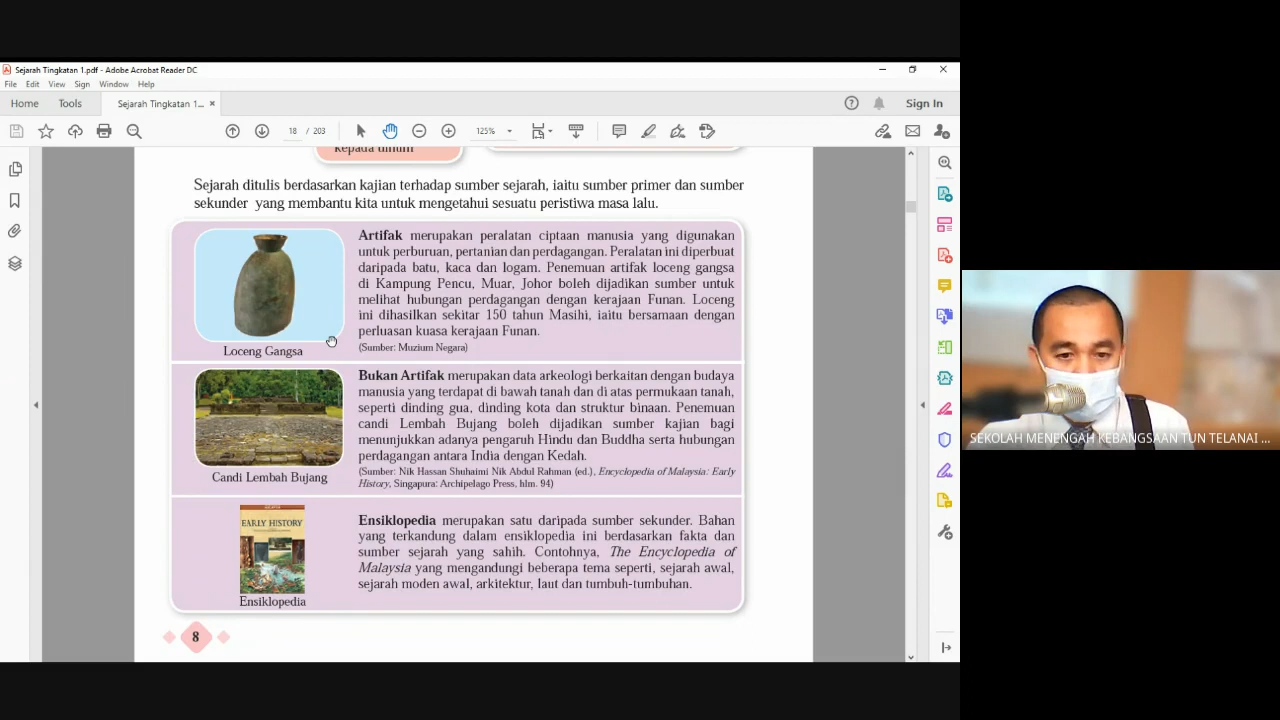 Sejarah Tingkatan 1.pdf - Adobe Acrobat Reader DC
File Edit View Sign Window Help
Home Tools Sejarah Tingkatan 1... × Sign In
18 / 203 125%
kepada umum
Sejarah ditulis berdasarkan kajian terhadap sumber sejarah, iaitu sumber primer dan sumber
sekunder yang membantu kita untuk mengetahui sesuatu peristiwa masa lalu.
Artifak merupakan peralatan ciptaan manusia yang digunakan
untuk perburuan, pertanian dan perdagangan. Peralatan ini diperbuat
daripada batu, kaca dan logam. Penemuan artifak loceng gangsa
di Kampung Pencu, Muar, Johor boleh dijadikan sumber untuk
melihat hubungan perdagangan dengan kerajaan Funan. Loceng
ini dihasilkan sekitar 150 tahun Masihi, iaitu bersamaan dengan
perluasan kuasa kerajaan Funan.
(Sumber: Muzium Negara)
Loceng Gangsa
Bukan Artifak merupakan data arkeologi berkaitan dengan budaya
manusia yang terdapat di bawah tanah dan di atas permukaan tanah,
seperti dinding gua, dinding kota dan struktur binaan. Penemuan
candi Lembah Bujang boleh dijadikan sumber kajian bagi
menunjukkan adanya pengaruh Hindu dan Buddha serta hubungan
perdagangan antara India dengan Kedah.
(Sumber: Nik Hassan Shuhaimi Nik Abdul Rahman (ed.), Encyclopedia of Malaysia: Early
History, Singapura: Archipelago Press, hlm. 94)
Candi Lembah Bujang
EARLY HISTORY
Ensiklopedia merupakan satu daripada sumber sekunder. Bahan
yang terkandung dalam ensiklopedia ini berdasarkan fakta dan
sumber sejarah yang sahih. Contohnya, The Encyclopedia of
Malaysia yang mengandungi beberapa tema seperti, sejarah awal,
sejarah moden awal, arkitektur, laut dan tumbuh-tumbuhan.
Ensiklopedia
8
SEKOLAH MENENGAH KEBANGSAAN TUN TELANAI ...